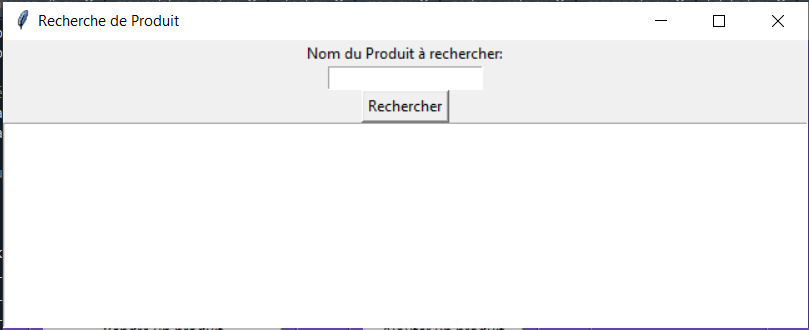 Recherche de Produit
Nom du Produit à rechercher:
Rechercher